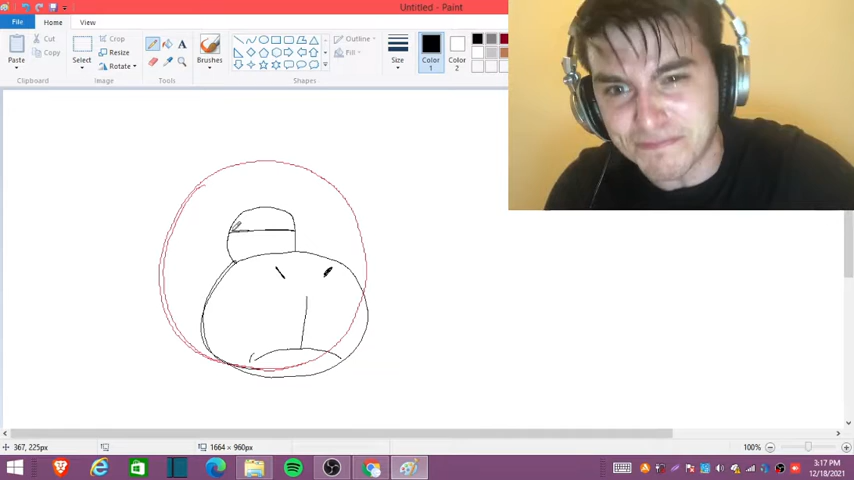 Untitled - Paint
File
Home
View
Paste
Cut
Copy
Clipboard
Select
Crop
Resize
Rotate
Image
Tools
Brushes
Outline
Fill
Shapes
Size
Color
1
Color
2
367, 225px
1664 × 960px
100%
3:17 PM
12/18/2021